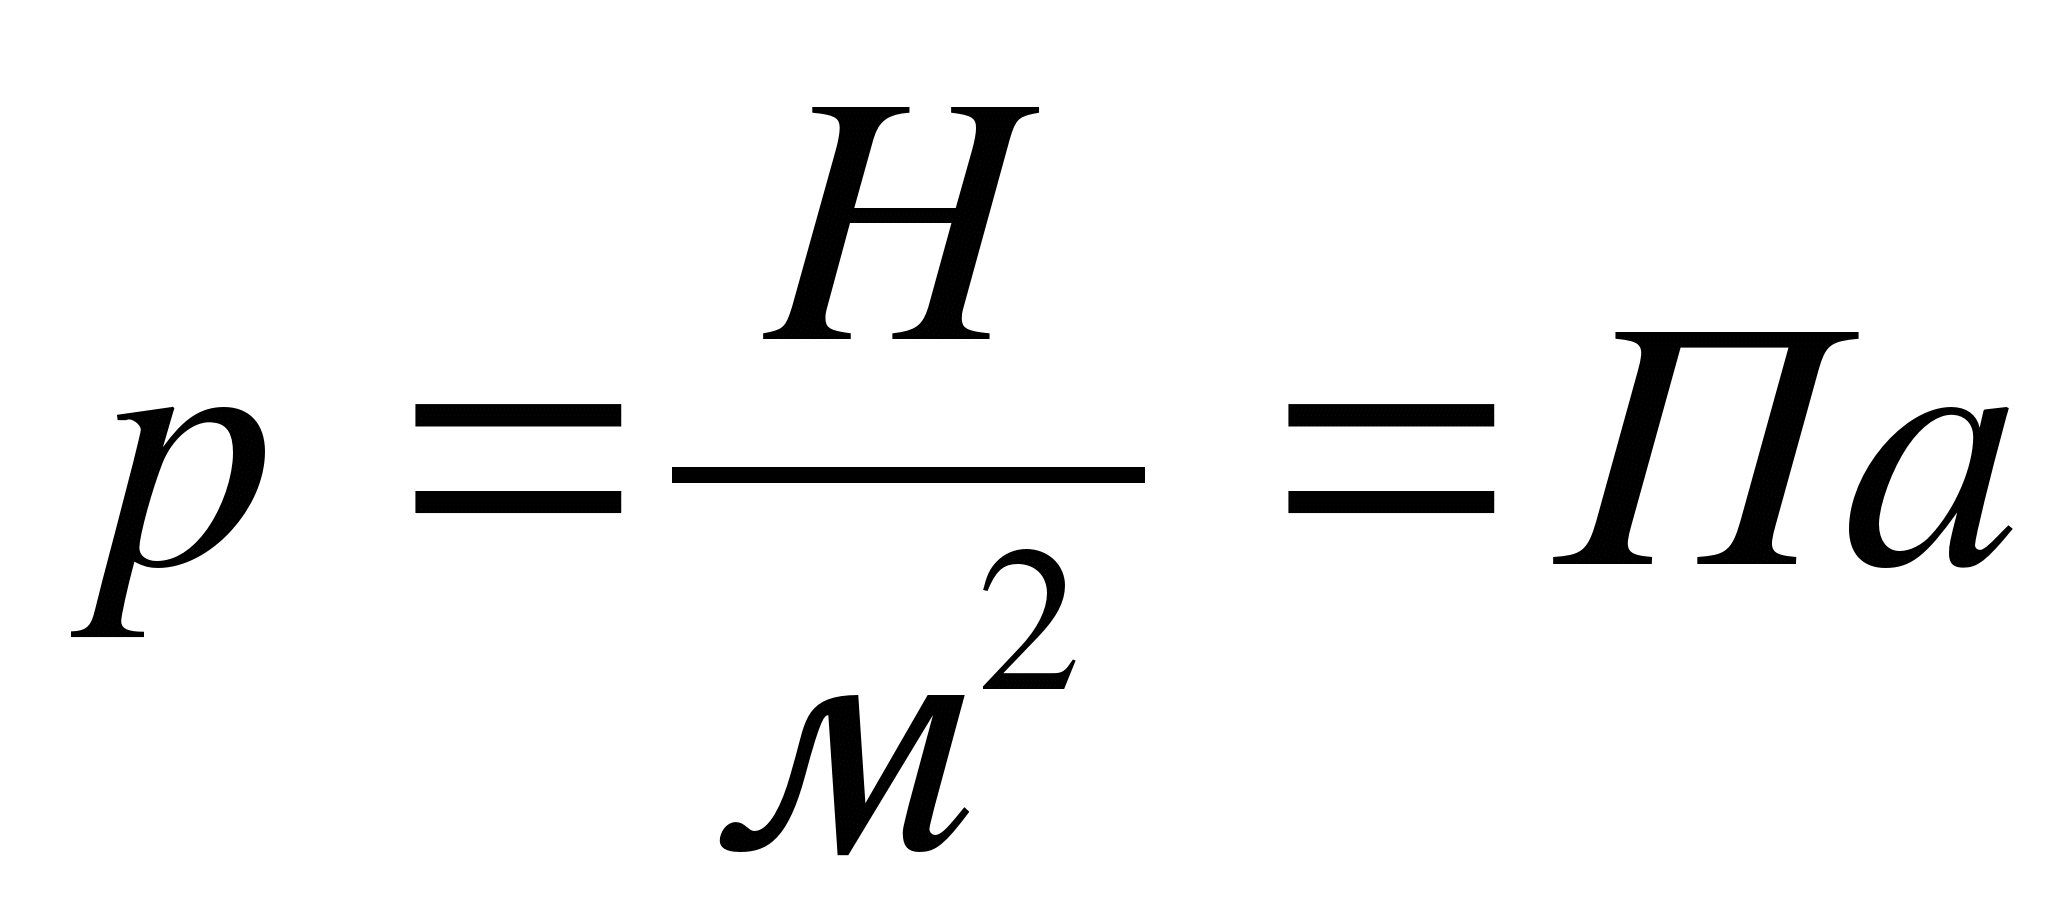 p = Н/м² = Па